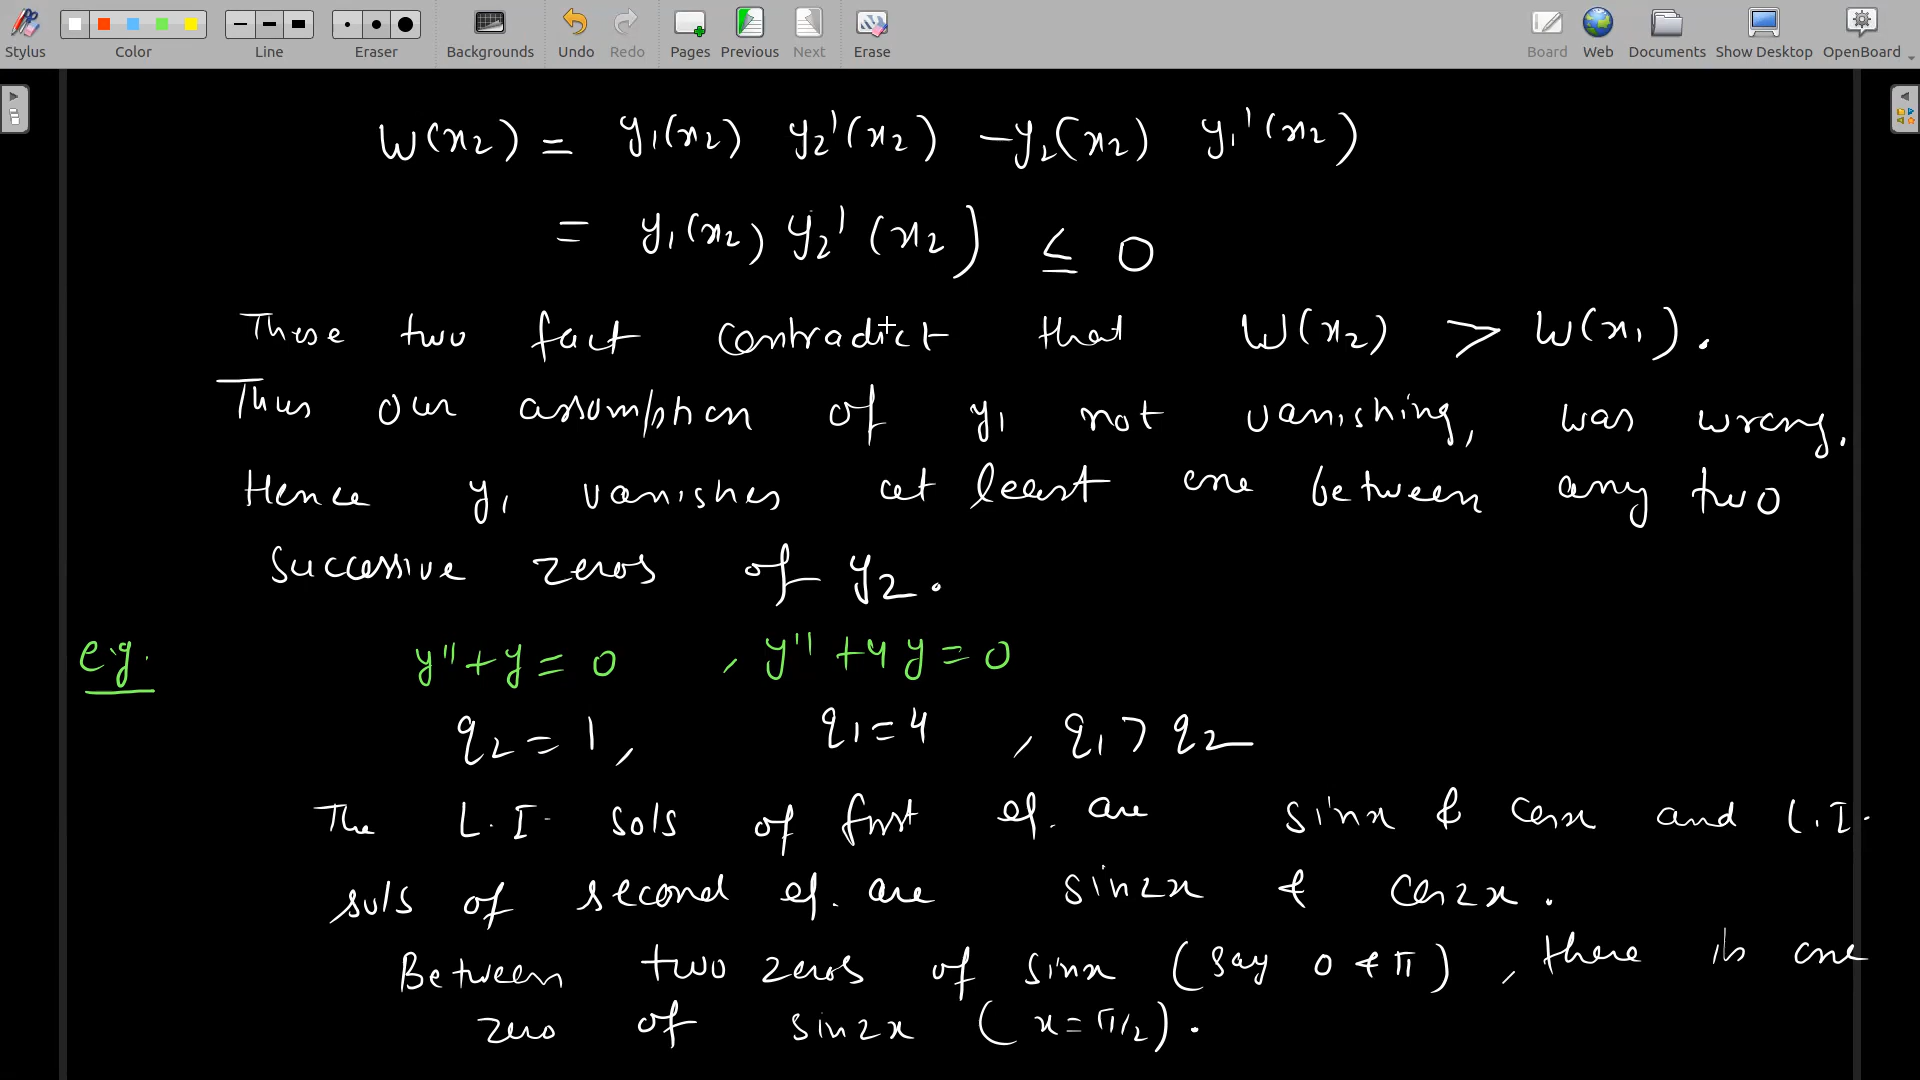 Stylus Color Line Eraser Backgrounds Undo Redo Pages Previous Next Erase Board Web Documents Show Desktop OpenBoard
W(x2) = y1(x2) y2'(x2) - y2(x2) y1'(x2)
= y1(x2) y2'(x2) ≤ 0
These two fact contradict that W(x2) > W(x1).
Thus our assumption of y1 not vanishing, was wrong.
Hence y1 vanishes at least one between any two
successive zeros of y2.
e.g. y''+y = 0 , y''+4y = 0
q2 = 1, q1 = 4 , q1 > q2
The L.I. sols of first eq. are sinx & cosx and L.I.
sols of second eq. are sin2x & cos2x.
Between two zeros of sinx (say 0 & π), there is one
zero of sin2x (x = π/2).